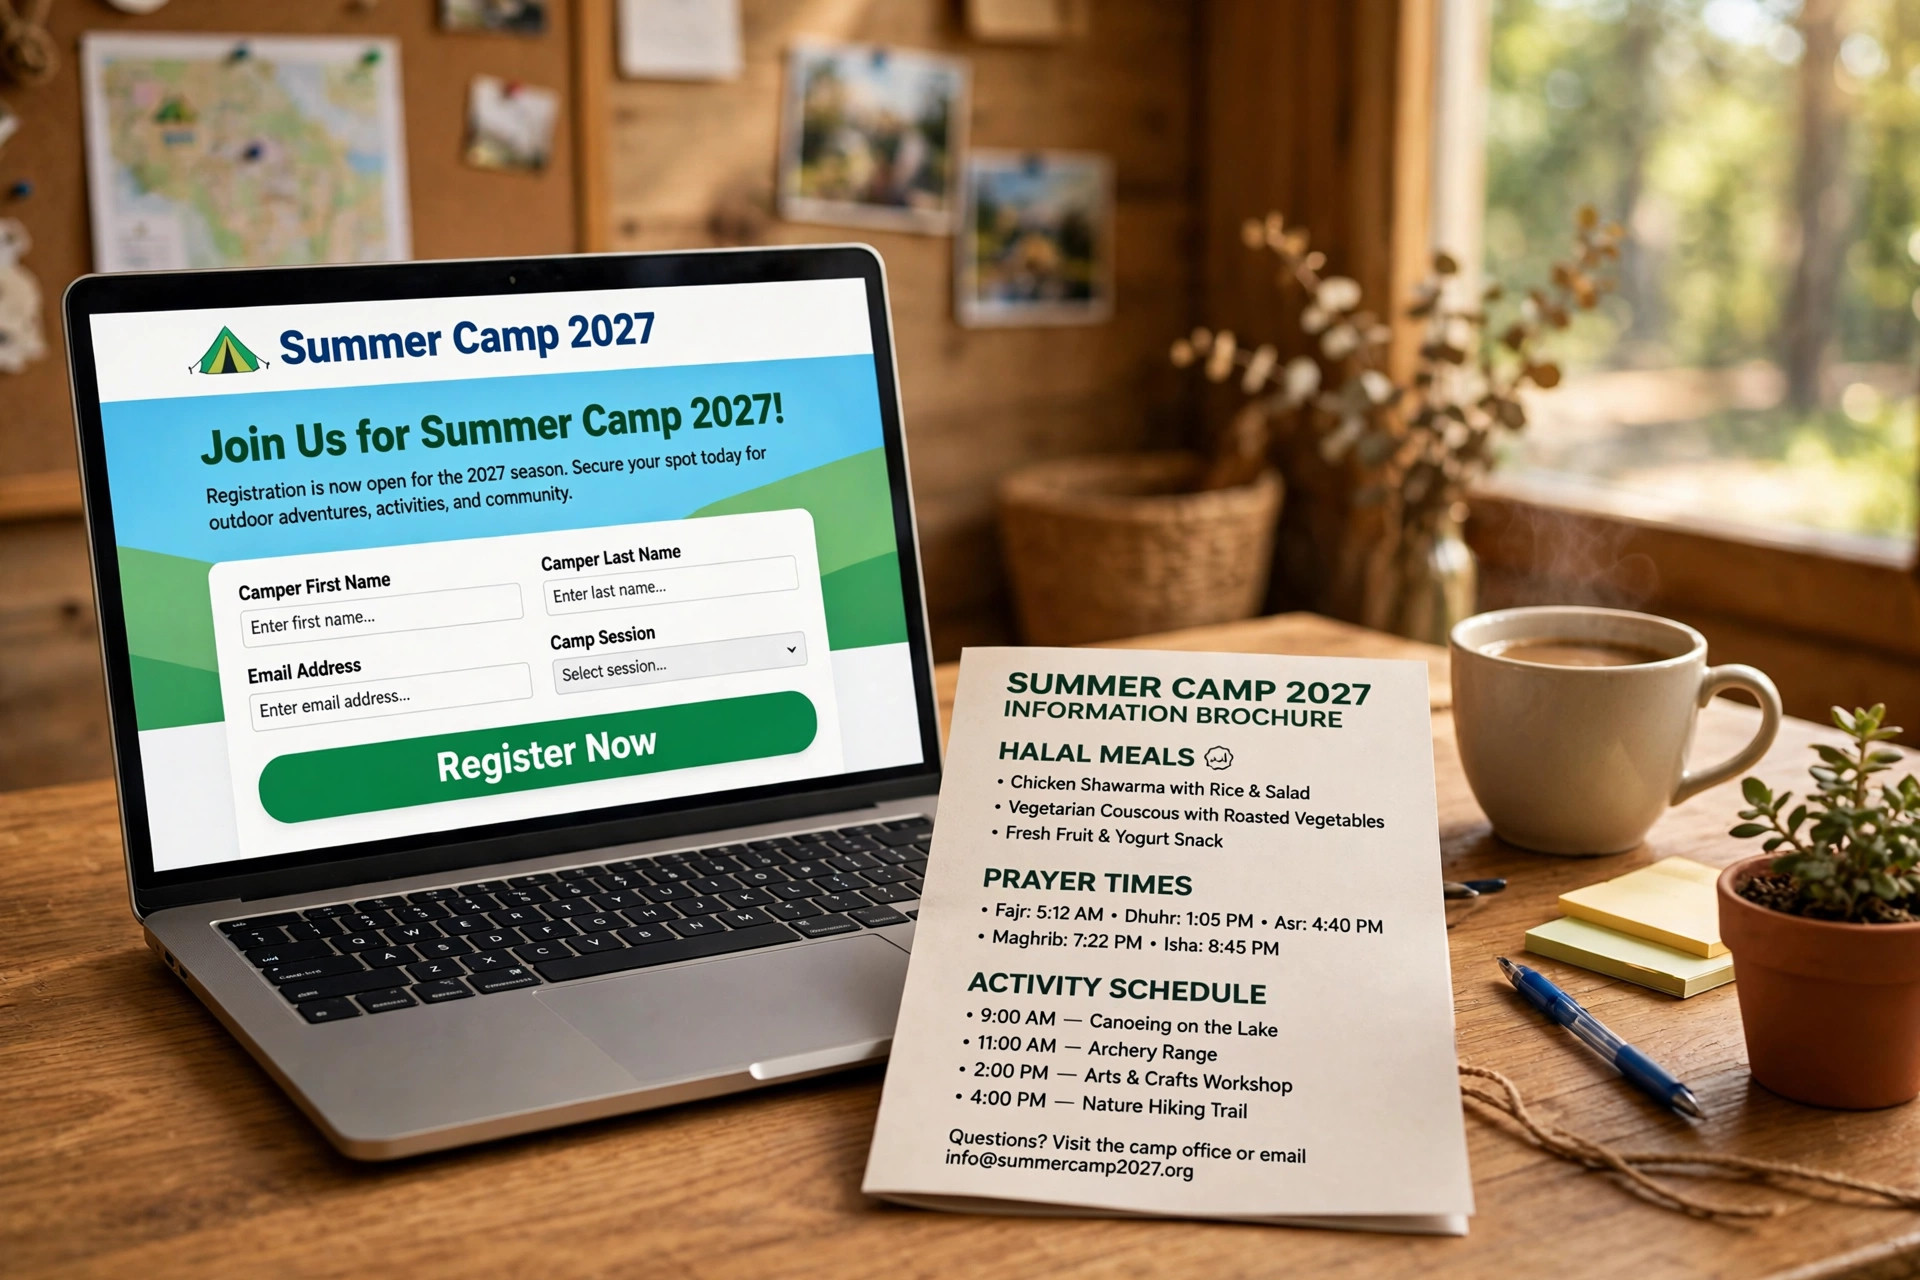 Summer Camp 2027
Join Us for Summer Camp 2027!
Registration is now open for the 2027 season. Secure your spot today for
outdoor adventures, activities, and community.
Camper First Name
Enter first name...
Camper Last Name
Enter last name...
Email Address
Enter email address...
Camp Session
Select session...
Register Now
SUMMER CAMP 2027
INFORMATION BROCHURE
HALAL MEALS
• Chicken Shawarma with Rice & Salad
• Vegetarian Couscous with Roasted Vegetables
• Fresh Fruit & Yogurt Snack
PRAYER TIMES
• Fajr: 5:12 AM • Dhuhr: 1:05 PM • Asr: 4:40 PM
• Maghrib: 7:22 PM • Isha: 8:45 PM
ACTIVITY SCHEDULE
• 9:00 AM — Canoeing on the Lake
• 11:00 AM — Archery Range
• 2:00 PM — Arts & Crafts Workshop
• 4:00 PM — Nature Hiking Trail
Questions? Visit the camp office or email
info@summercamp2027.org